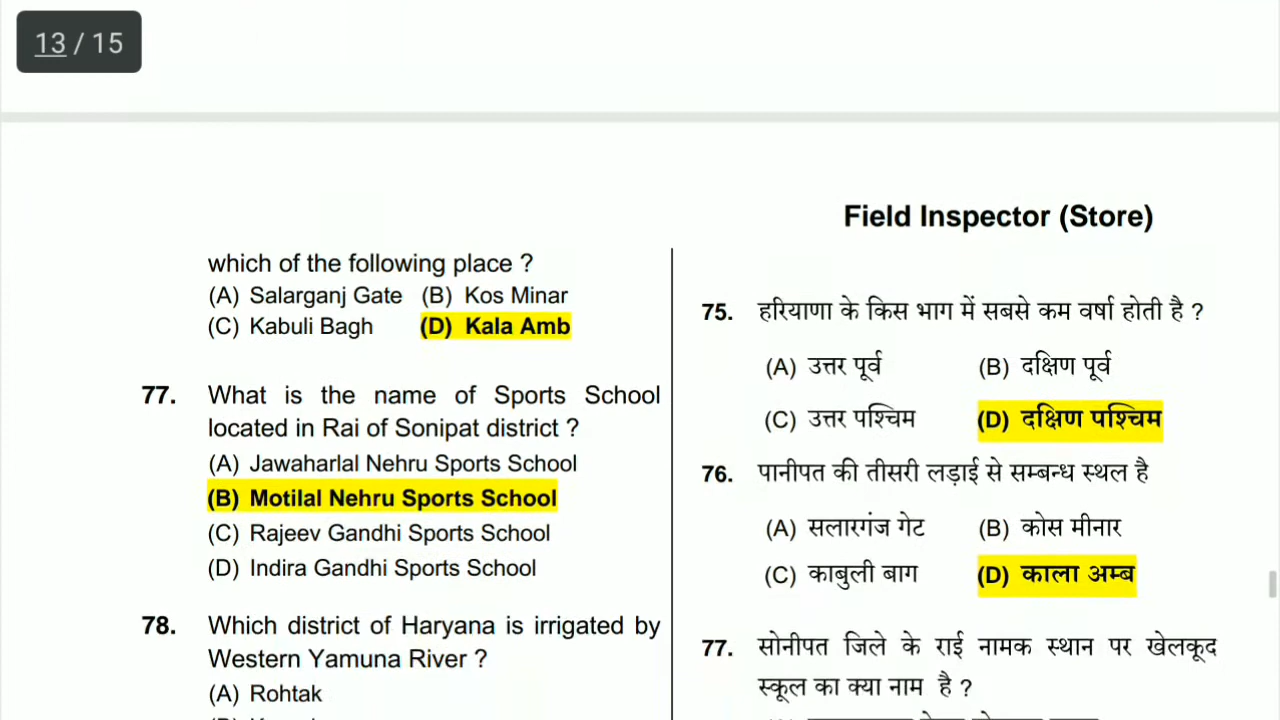 13 / 15
Field Inspector (Store)
which of the following place ?
(A) Salarganj Gate (B) Kos Minar
(C) Kabuli Bagh (D) Kala Amb
77. What is the name of Sports School
located in Rai of Sonipat district ?
(A) Jawaharlal Nehru Sports School
(B) Motilal Nehru Sports School
(C) Rajeev Gandhi Sports School
(D) Indira Gandhi Sports School
78. Which district of Haryana is irrigated by
Western Yamuna River ?
(A) Rohtak
75. हरियाणा के किस भाग में सबसे कम वर्षा होती है ?
(A) उत्तर पूर्व (B) दक्षिण पूर्व
(C) उत्तर पश्चिम (D) दक्षिण पश्चिम
76. पानीपत की तीसरी लड़ाई से सम्बन्ध स्थल है
(A) सलारगंज गेट (B) कोस मीनार
(C) काबुली बाग (D) काला अम्ब
77. सोनीपत जिले के राई नामक स्थान पर खेलकूद
स्कूल का क्या नाम है ?